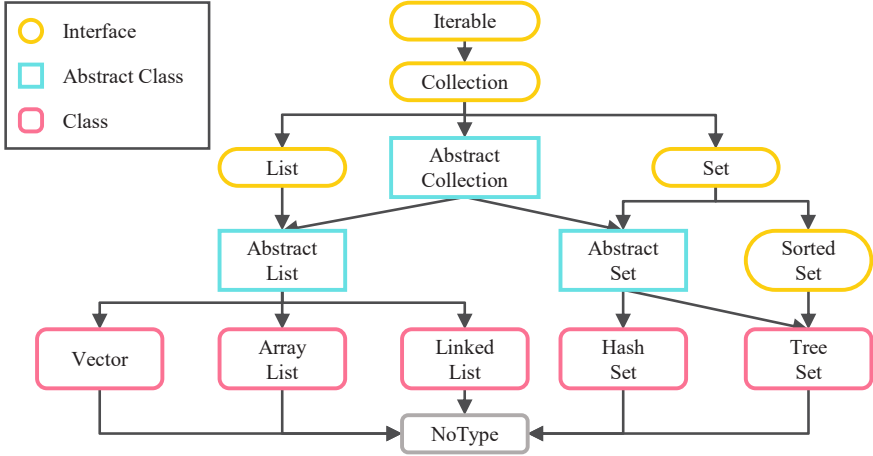 Interface
Abstract Class
Class
Iterable
Collection
List
Abstract
Collection
Set
Abstract
List
Abstract
Set
Sorted
Set
Vector
Array
List
Linked
List
Hash
Set
Tree
Set
NoType